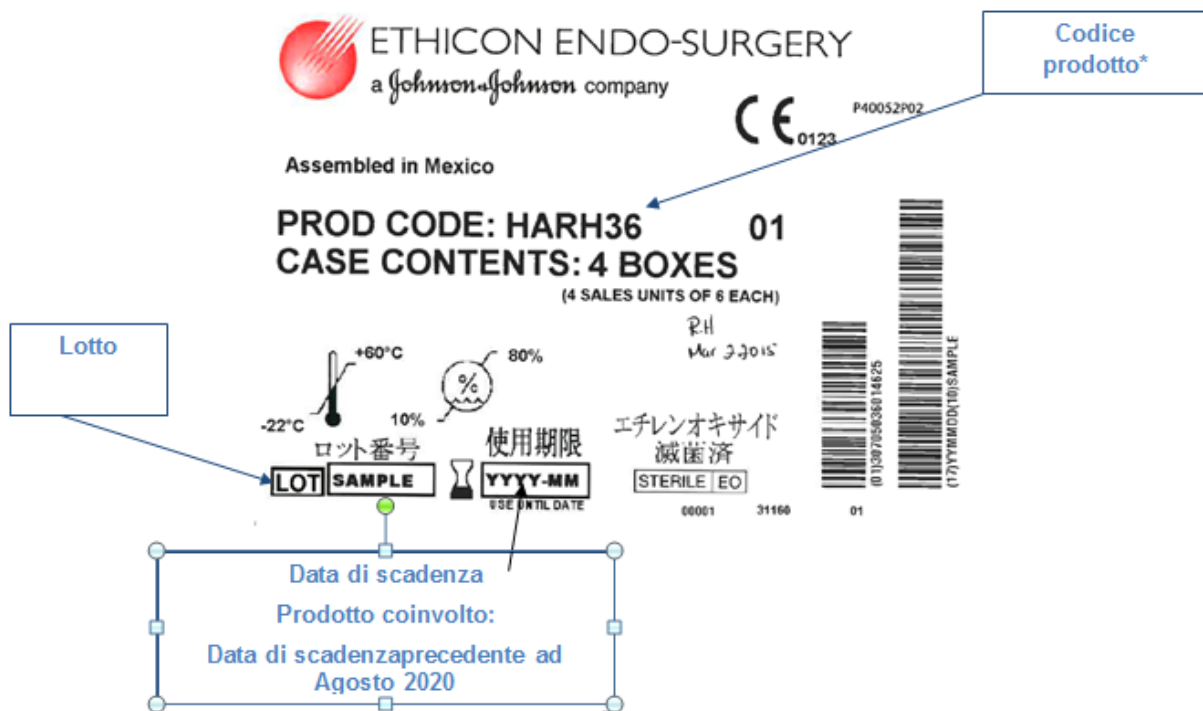 ETHICON ENDO-SURGERY
a Johnson & Johnson company
Codice
prodotto*
P40052P02
CE 0123
Assembled in Mexico
PROD CODE: HARH36 01
CASE CONTENTS: 4 BOXES
(4 SALES UNITS OF 6 EACH)
R.H
Mar 2015
Lotto
+60°C
-22°C
80%
%
10%
ロット番号
使用期限
エチレンオキサイド
滅菌済
LOT SAMPLE
YYYY-MM
USE UNTIL DATE
STERILE EO
00001 31160 01
(01)30705036014625
(17)YYMMDD(10)SAMPLE
Data di scadenza
Prodotto coinvolto:
Data di scadenzaprecedente ad
Agosto 2020